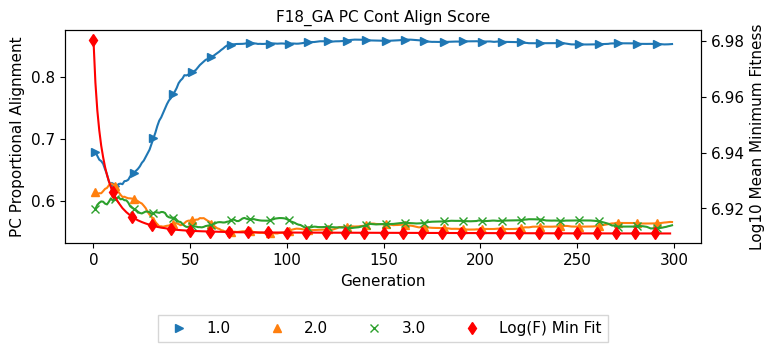 F18_GA PC Cont Align Score
PC Proportional Alignment
0.8
0.7
0.6
6.98
6.96
6.94
6.92
Log10 Mean Minimum Fitness
0 50 100 150 200 250 300
Generation
1.0 2.0 3.0 Log(F) Min Fit